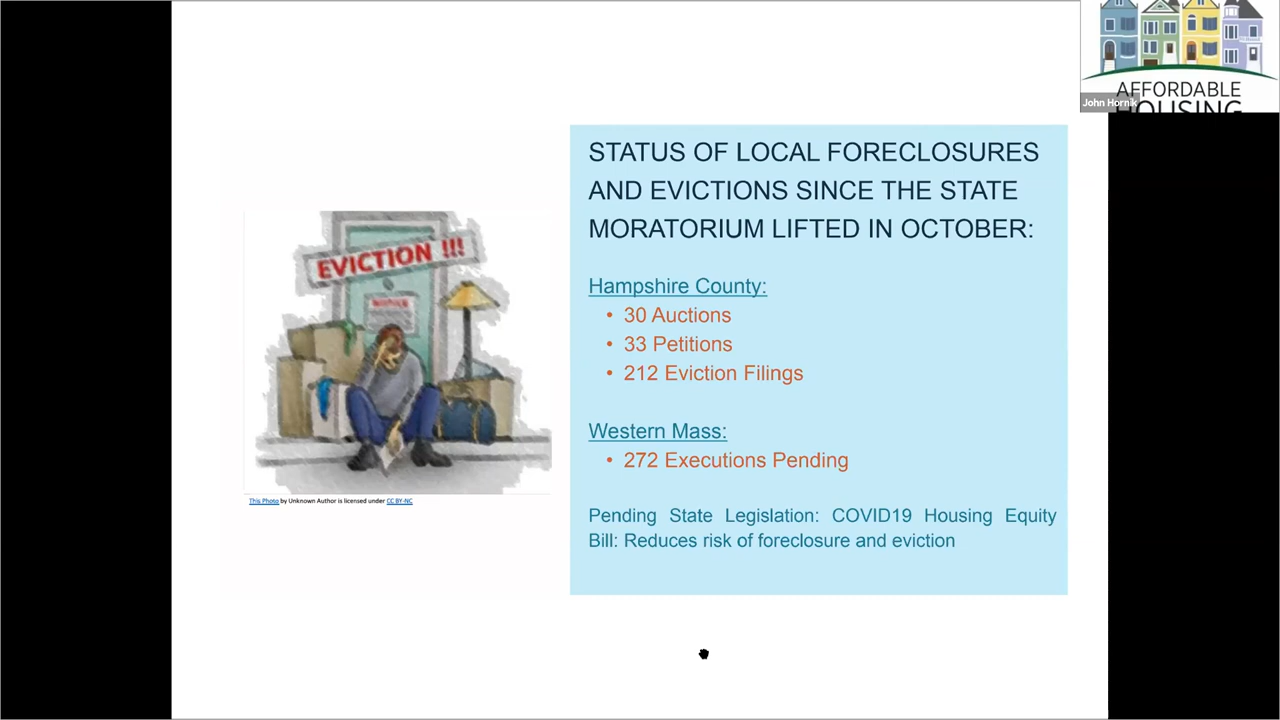 AFFORDABLE
HOUSING
John Hornik
STATUS OF LOCAL FORECLOSURES
AND EVICTIONS SINCE THE STATE
MORATORIUM LIFTED IN OCTOBER:
EVICTION !!!
NOTICE
Hampshire County:
• 30 Auctions
• 33 Petitions
• 212 Eviction Filings
Western Mass:
• 272 Executions Pending
This Photo by Unknown Author is licensed under CC BY-NC
Pending State Legislation: COVID19 Housing Equity
Bill: Reduces risk of foreclosure and eviction